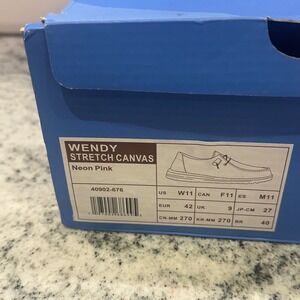 WENDY
STRETCH CANVAS
Neon Pink
40902-676
US W11 CAN F11 ES M11
EUR 42 UK 9 JP-CM 27
CN-MM 270 KR-MM 270 BR 40